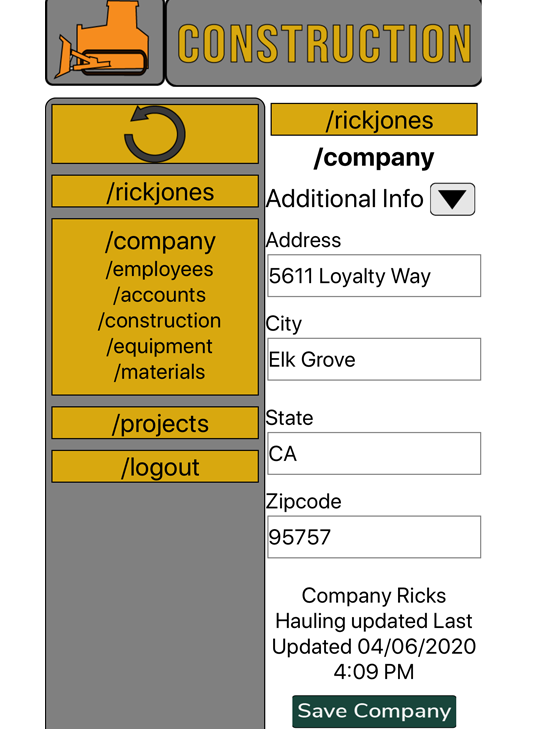 CONSTRUCTION
/rickjones
/company
/employees
/accounts
/construction
/equipment
/materials
/projects
/logout
/rickjones
/company
Additional Info
Address
5611 Loyalty Way
City
Elk Grove
State
CA
Zipcode
95757
Company Ricks
Hauling updated Last
Updated 04/06/2020
4:09 PM
Save Company